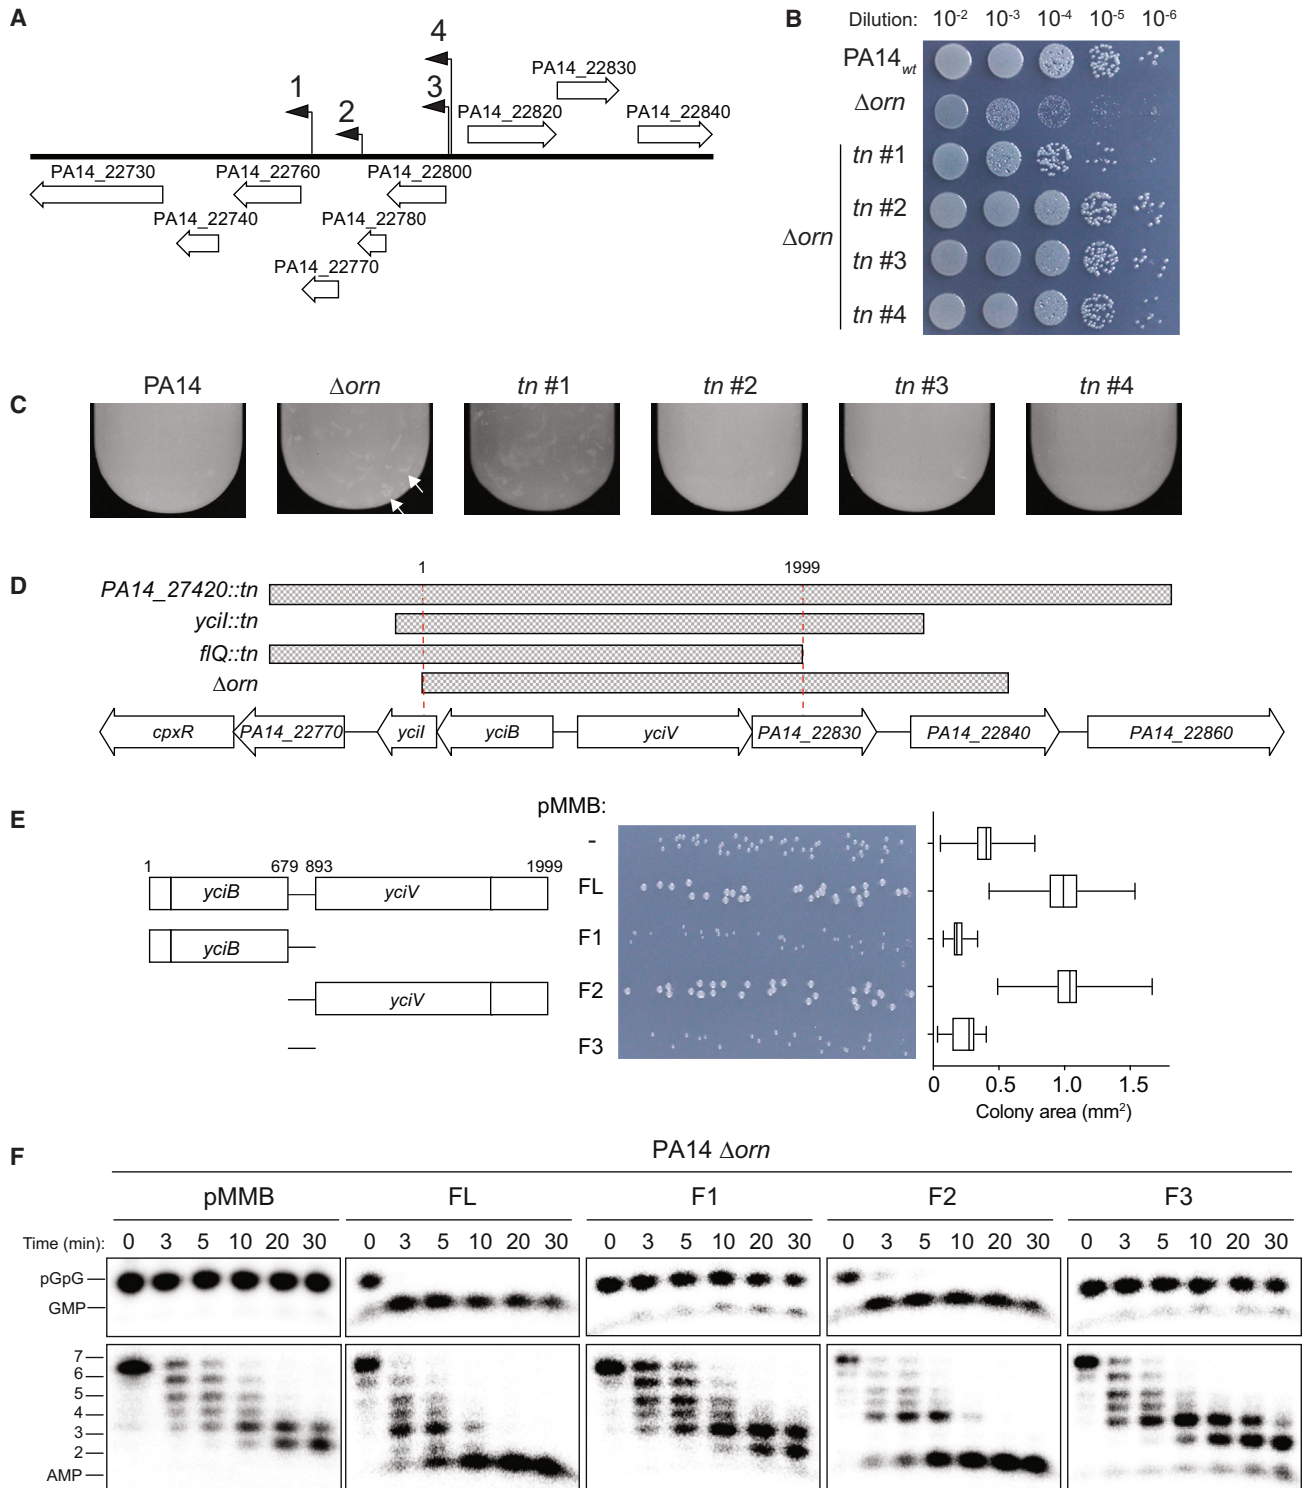 A
1
2
3
4
PA14_22830
PA14_22820
PA14_22840
PA14_22730
PA14_22760
PA14_22800
PA14_22740
PA14_22780
PA14_22770
B
Dilution: 10-2 10-3 10-4 10-5 10-6
PA14wt
Δorn
tn #1
tn #2
Δorn
tn #3
tn #4
C
PA14 Δorn tn #1 tn #2 tn #3 tn #4
D
1 1999
PA14_27420::tn
yciI::tn
flQ::tn
Δorn
cpxR PA14_22770 yciI yciB yciV PA14_22830 PA14_22840 PA14_22860
E
pMMB:
1 679 893 1999
yciB yciV
yciB
yciV
-
FL
F1
F2
F3
0 0.5 1.0 1.5
Colony area (mm2)
F
PA14 Δorn
pMMB FL F1 F2 F3
Time (min): 0 3 5 10 20 30 0 3 5 10 20 30 0 3 5 10 20 30 0 3 5 10 20 30 0 3 5 10 20 30
pGpG
GMP
7
6
5
4
3
2
AMP